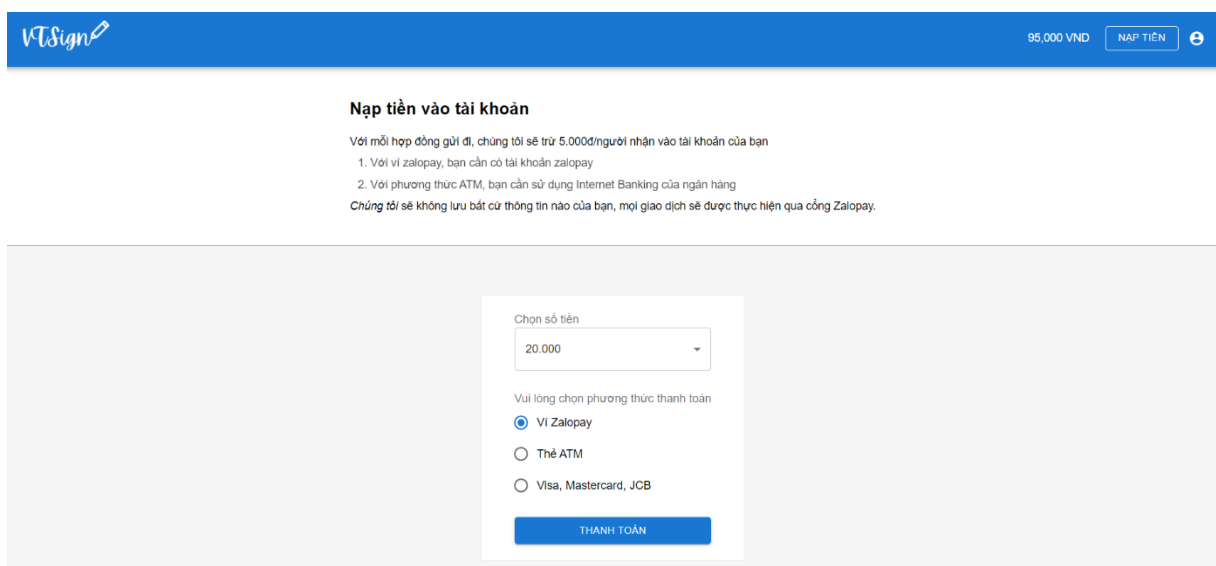 VTSign
95,000 VND
NẠP TIỀN
Nạp tiền vào tài khoản
Với mỗi hợp đồng gửi đi, chúng tôi sẽ trừ 5.000đ/người nhận vào tài khoản của bạn
1. Với ví zalopay, bạn cần có tài khoản zalopay
2. Với phương thức ATM, bạn cần sử dụng Internet Banking của ngân hàng
Chúng tôi sẽ không lưu bất cứ thông tin nào của bạn, mọi giao dịch sẽ được thực hiện qua cổng Zalopay.
Chọn số tiền
20.000
Vui lòng chọn phương thức thanh toán
Ví Zalopay
Thẻ ATM
Visa, Mastercard, JCB
THANH TOÁN